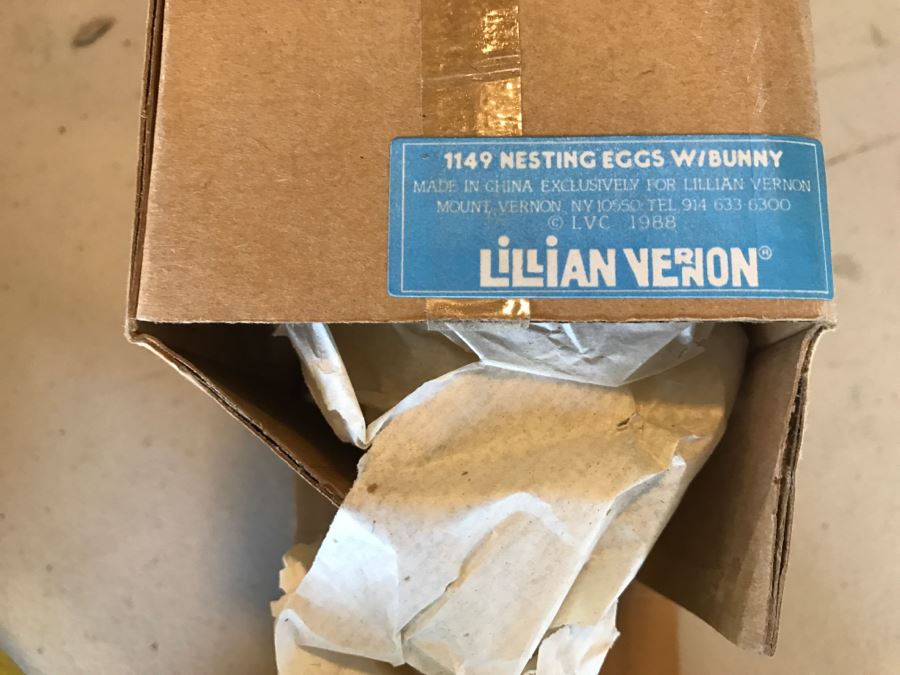 1149 NESTING EGGS W/BUNNY
MADE IN CHINA EXCLUSIVELY FOR LILLIAN VERNON
MOUNT VERNON, NY 10550 TEL 914 633-6300
© LVC 1988
LILLIAN VERNON®